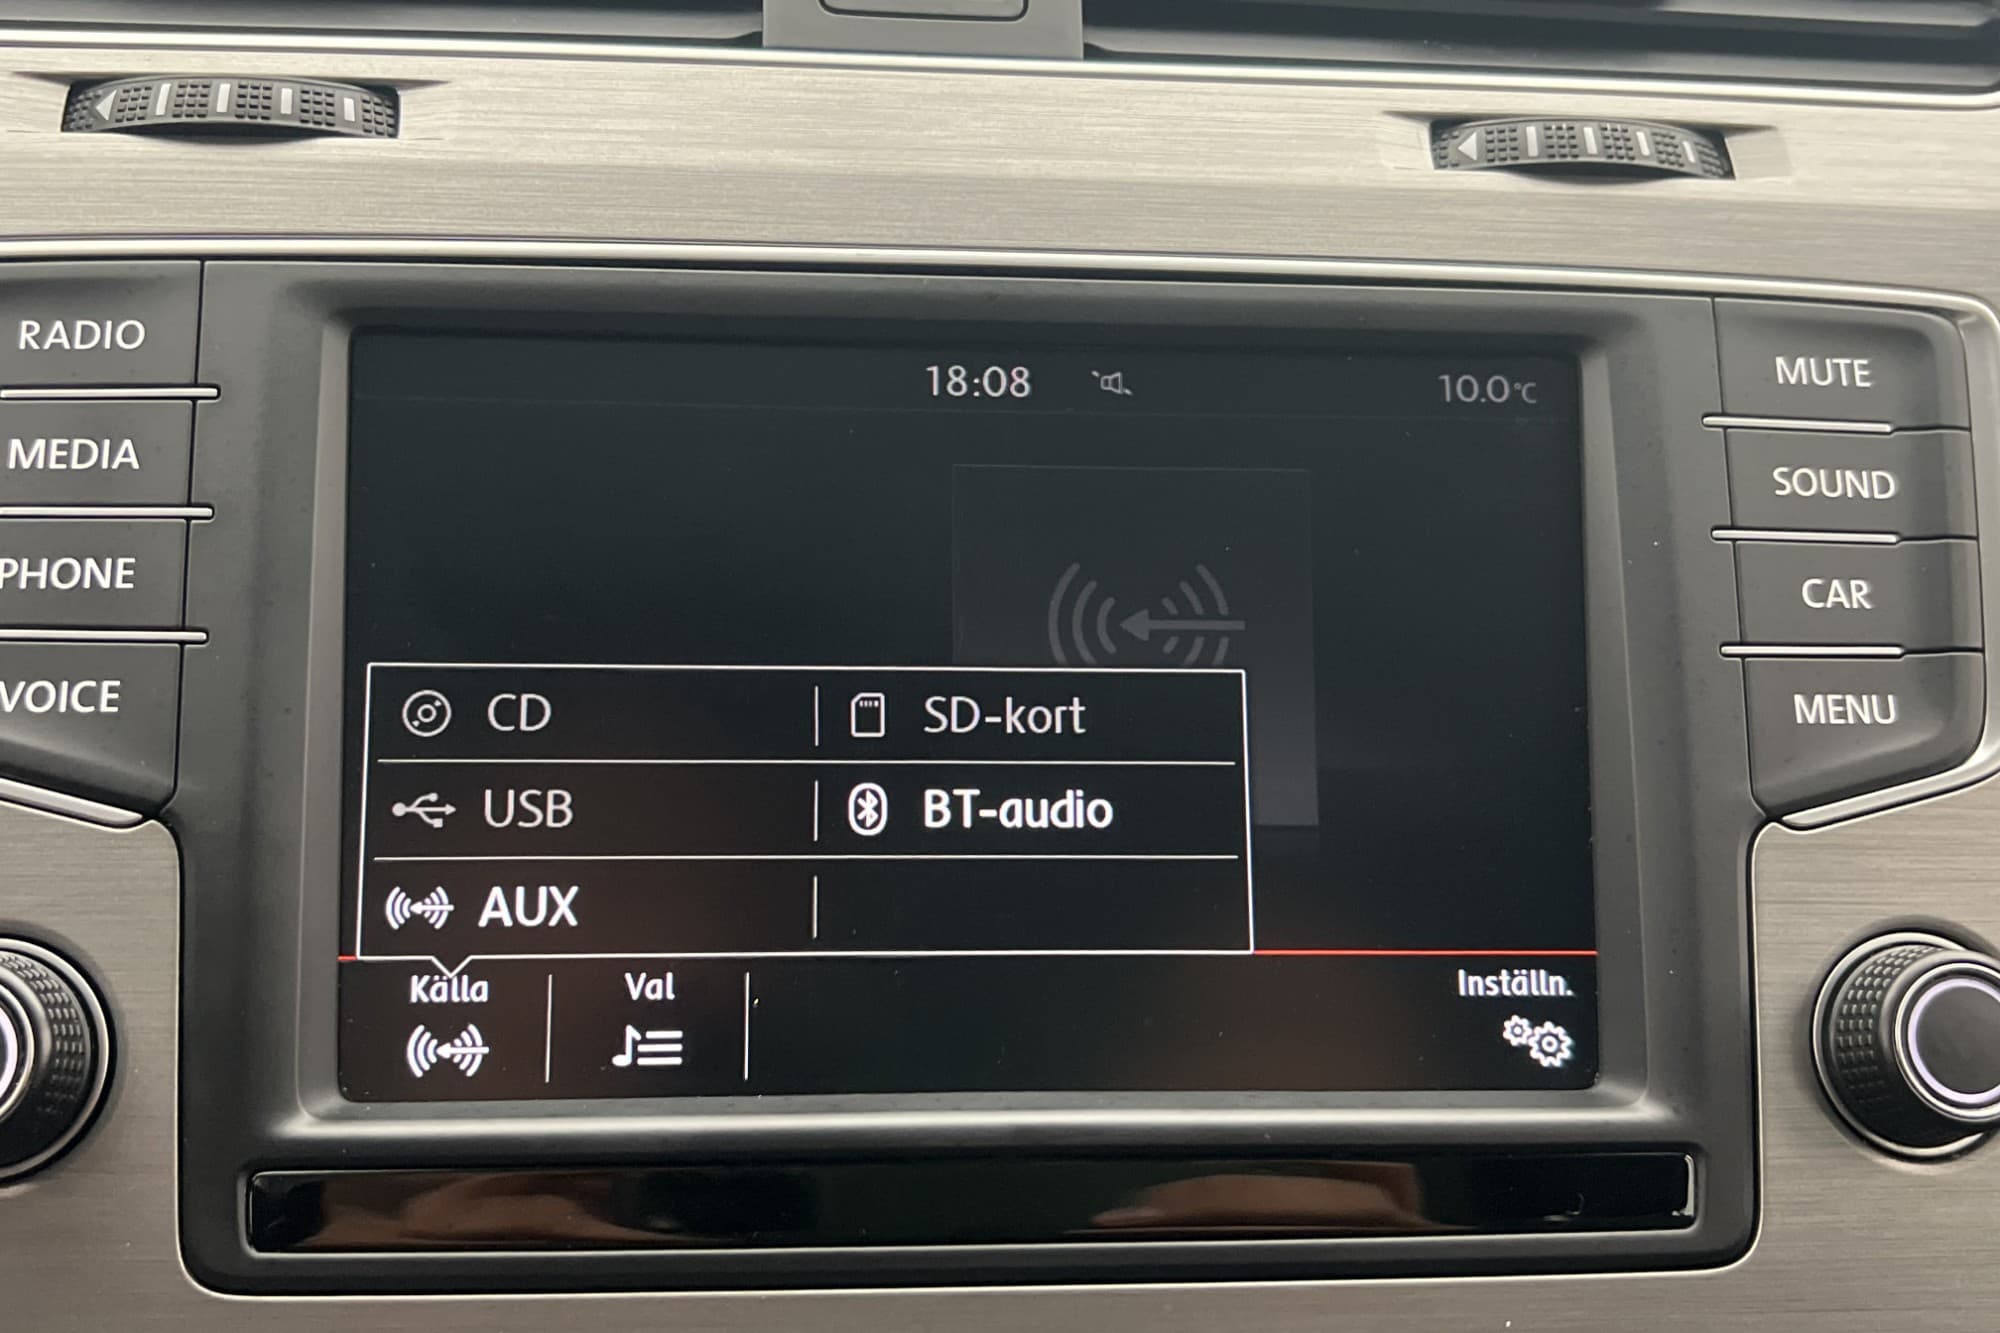 RADIO
MEDIA
PHONE
VOICE
18:08
10.0°C
CD
SD-kort
USB
BT-audio
AUX
Källa
Val
Inställn.
MUTE
SOUND
CAR
MENU